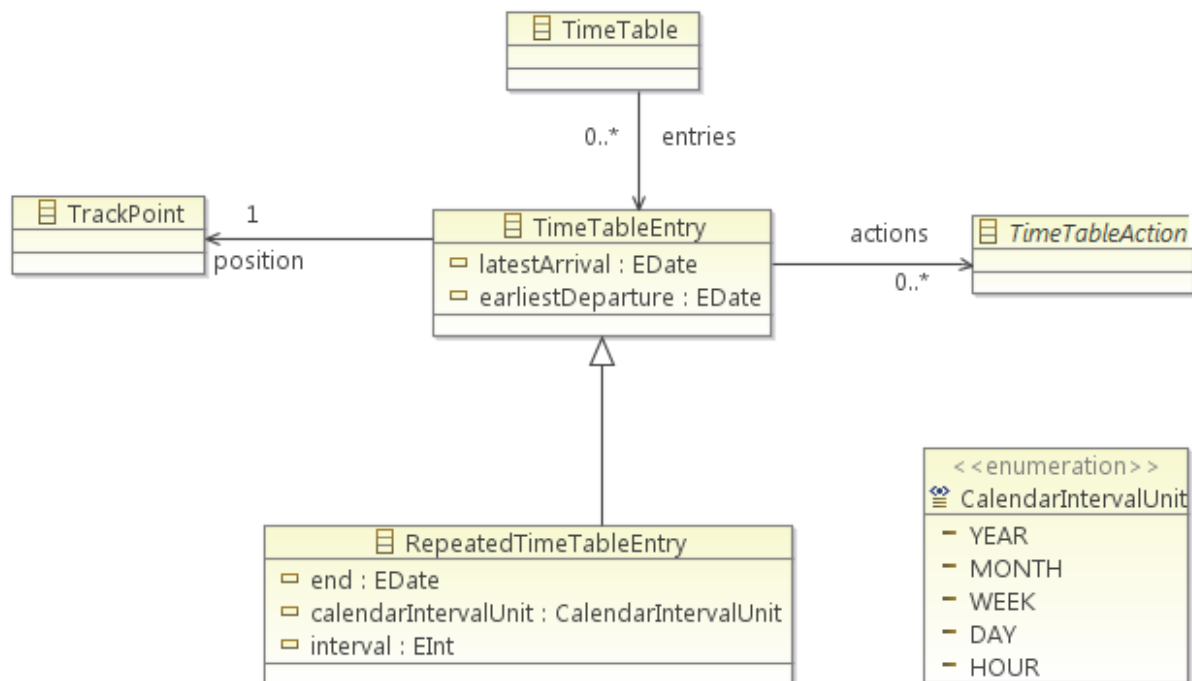 TimeTable
0..*
entries
TrackPoint
1
position
TimeTableEntry
latestArrival : EDate
earliestDeparture : EDate
actions
0..*
TimeTableAction
RepeatedTimeTableEntry
end : EDate
calendarIntervalUnit : CalendarIntervalUnit
interval : EInt
<<enumeration>>
CalendarIntervalUnit
YEAR
MONTH
WEEK
DAY
HOUR